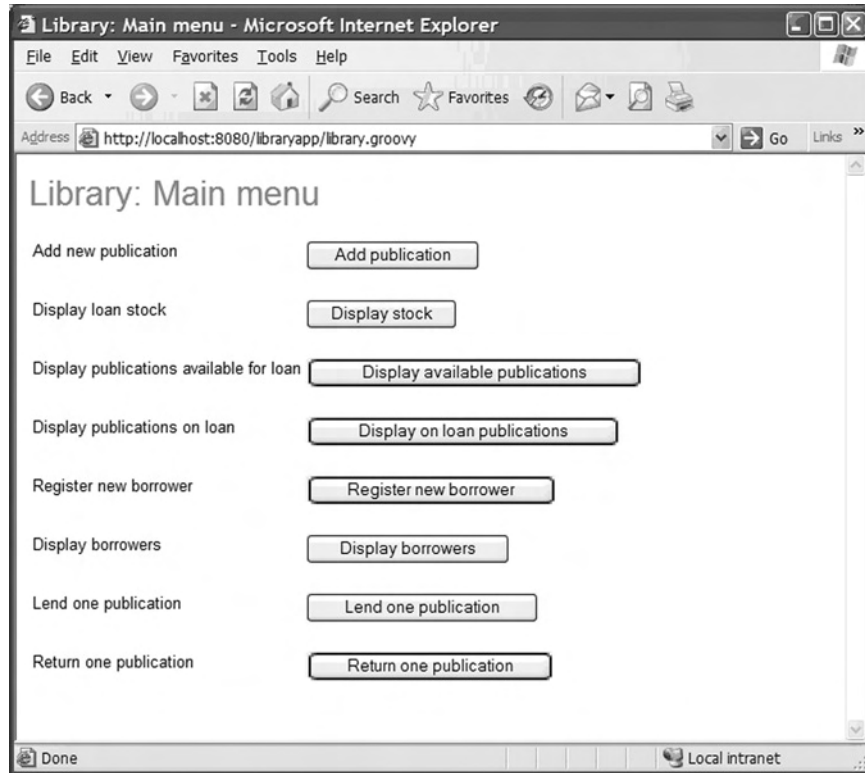 Library: Main menu - Microsoft Internet Explorer
File Edit View Favorites Tools Help
Back Search Favorites
Address http://localhost:8080/libraryapp/library.groovy Go Links »
Library: Main menu
Add new publication Add publication
Display loan stock Display stock
Display publications available for loan Display available publications
Display publications on loan Display on loan publications
Register new borrower Register new borrower
Display borrowers Display borrowers
Lend one publication Lend one publication
Return one publication Return one publication
Done Local intranet